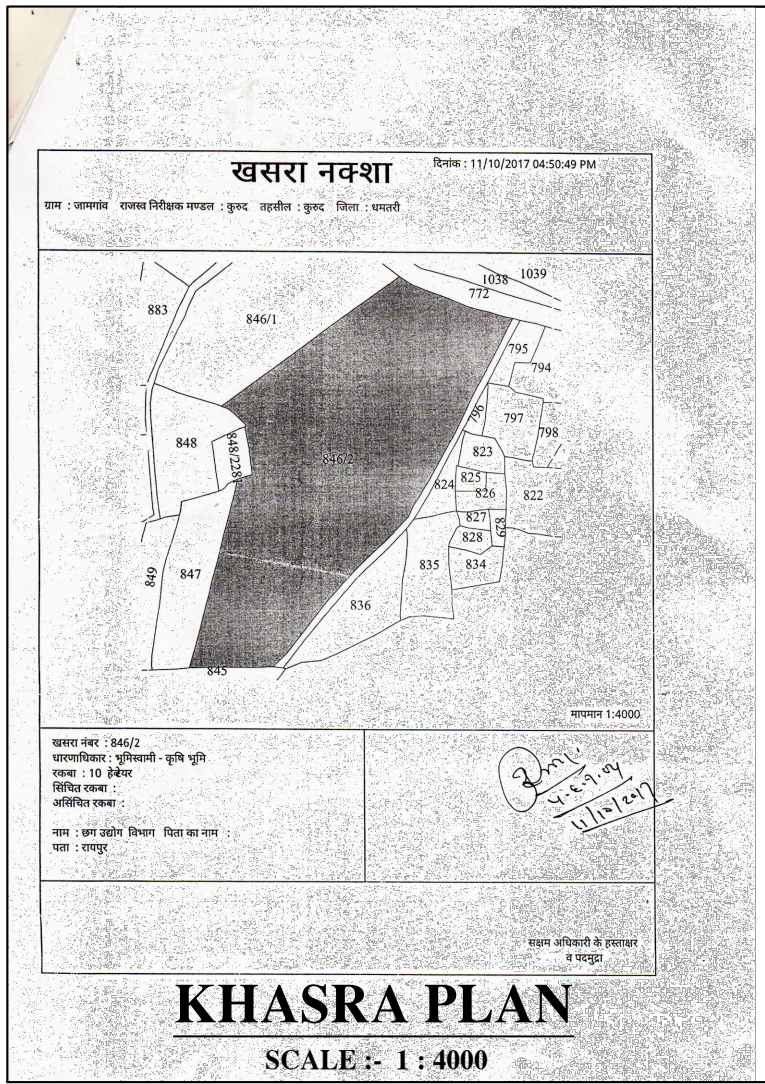 खसरा नक्शा
दिनांक : 11/10/2017 04:50:49 PM
ग्राम : जामगांव राजस्व निरीक्षक मण्डल : कुरुद तहसील : कुरुद जिला : धमतरी
1038
1039
772
883
846/1
795
794
796
797
798
848
846/2
823
824
825
826
822
827
829
828
849
847
835
834
836
845
मापमान 1:4000
खसरा नंबर : 846/2
धारणाधिकार : भूमिस्वामी - कृषि भूमि
रकबा : 10 हेक्टेयर
सिंचित रकबा :
असिंचित रकबा :
नाम : छग उद्योग विभाग पिता का नाम :
पता : रायपुर
11/10/2017
सक्षम अधिकारी के हस्ताक्षर
व पदमुद्रा
KHASRA PLAN
SCALE :- 1 : 4000